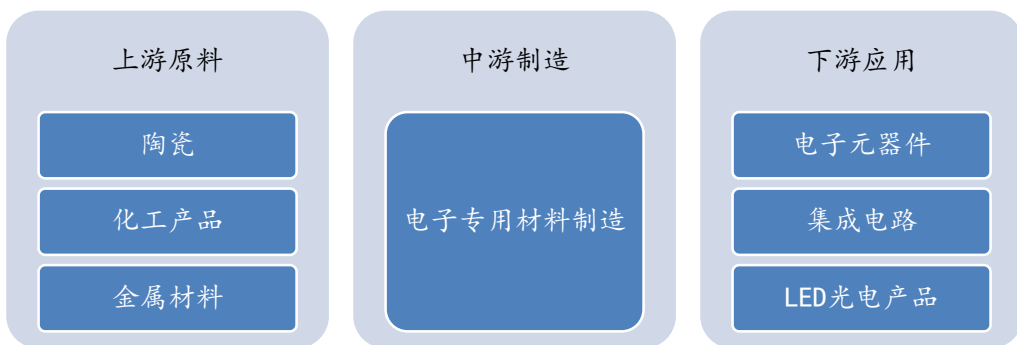 上游原料
陶瓷
化工产品
金属材料
中游制造
电子专用材料制造
下游应用
电子元器件
集成电路
LED光电产品